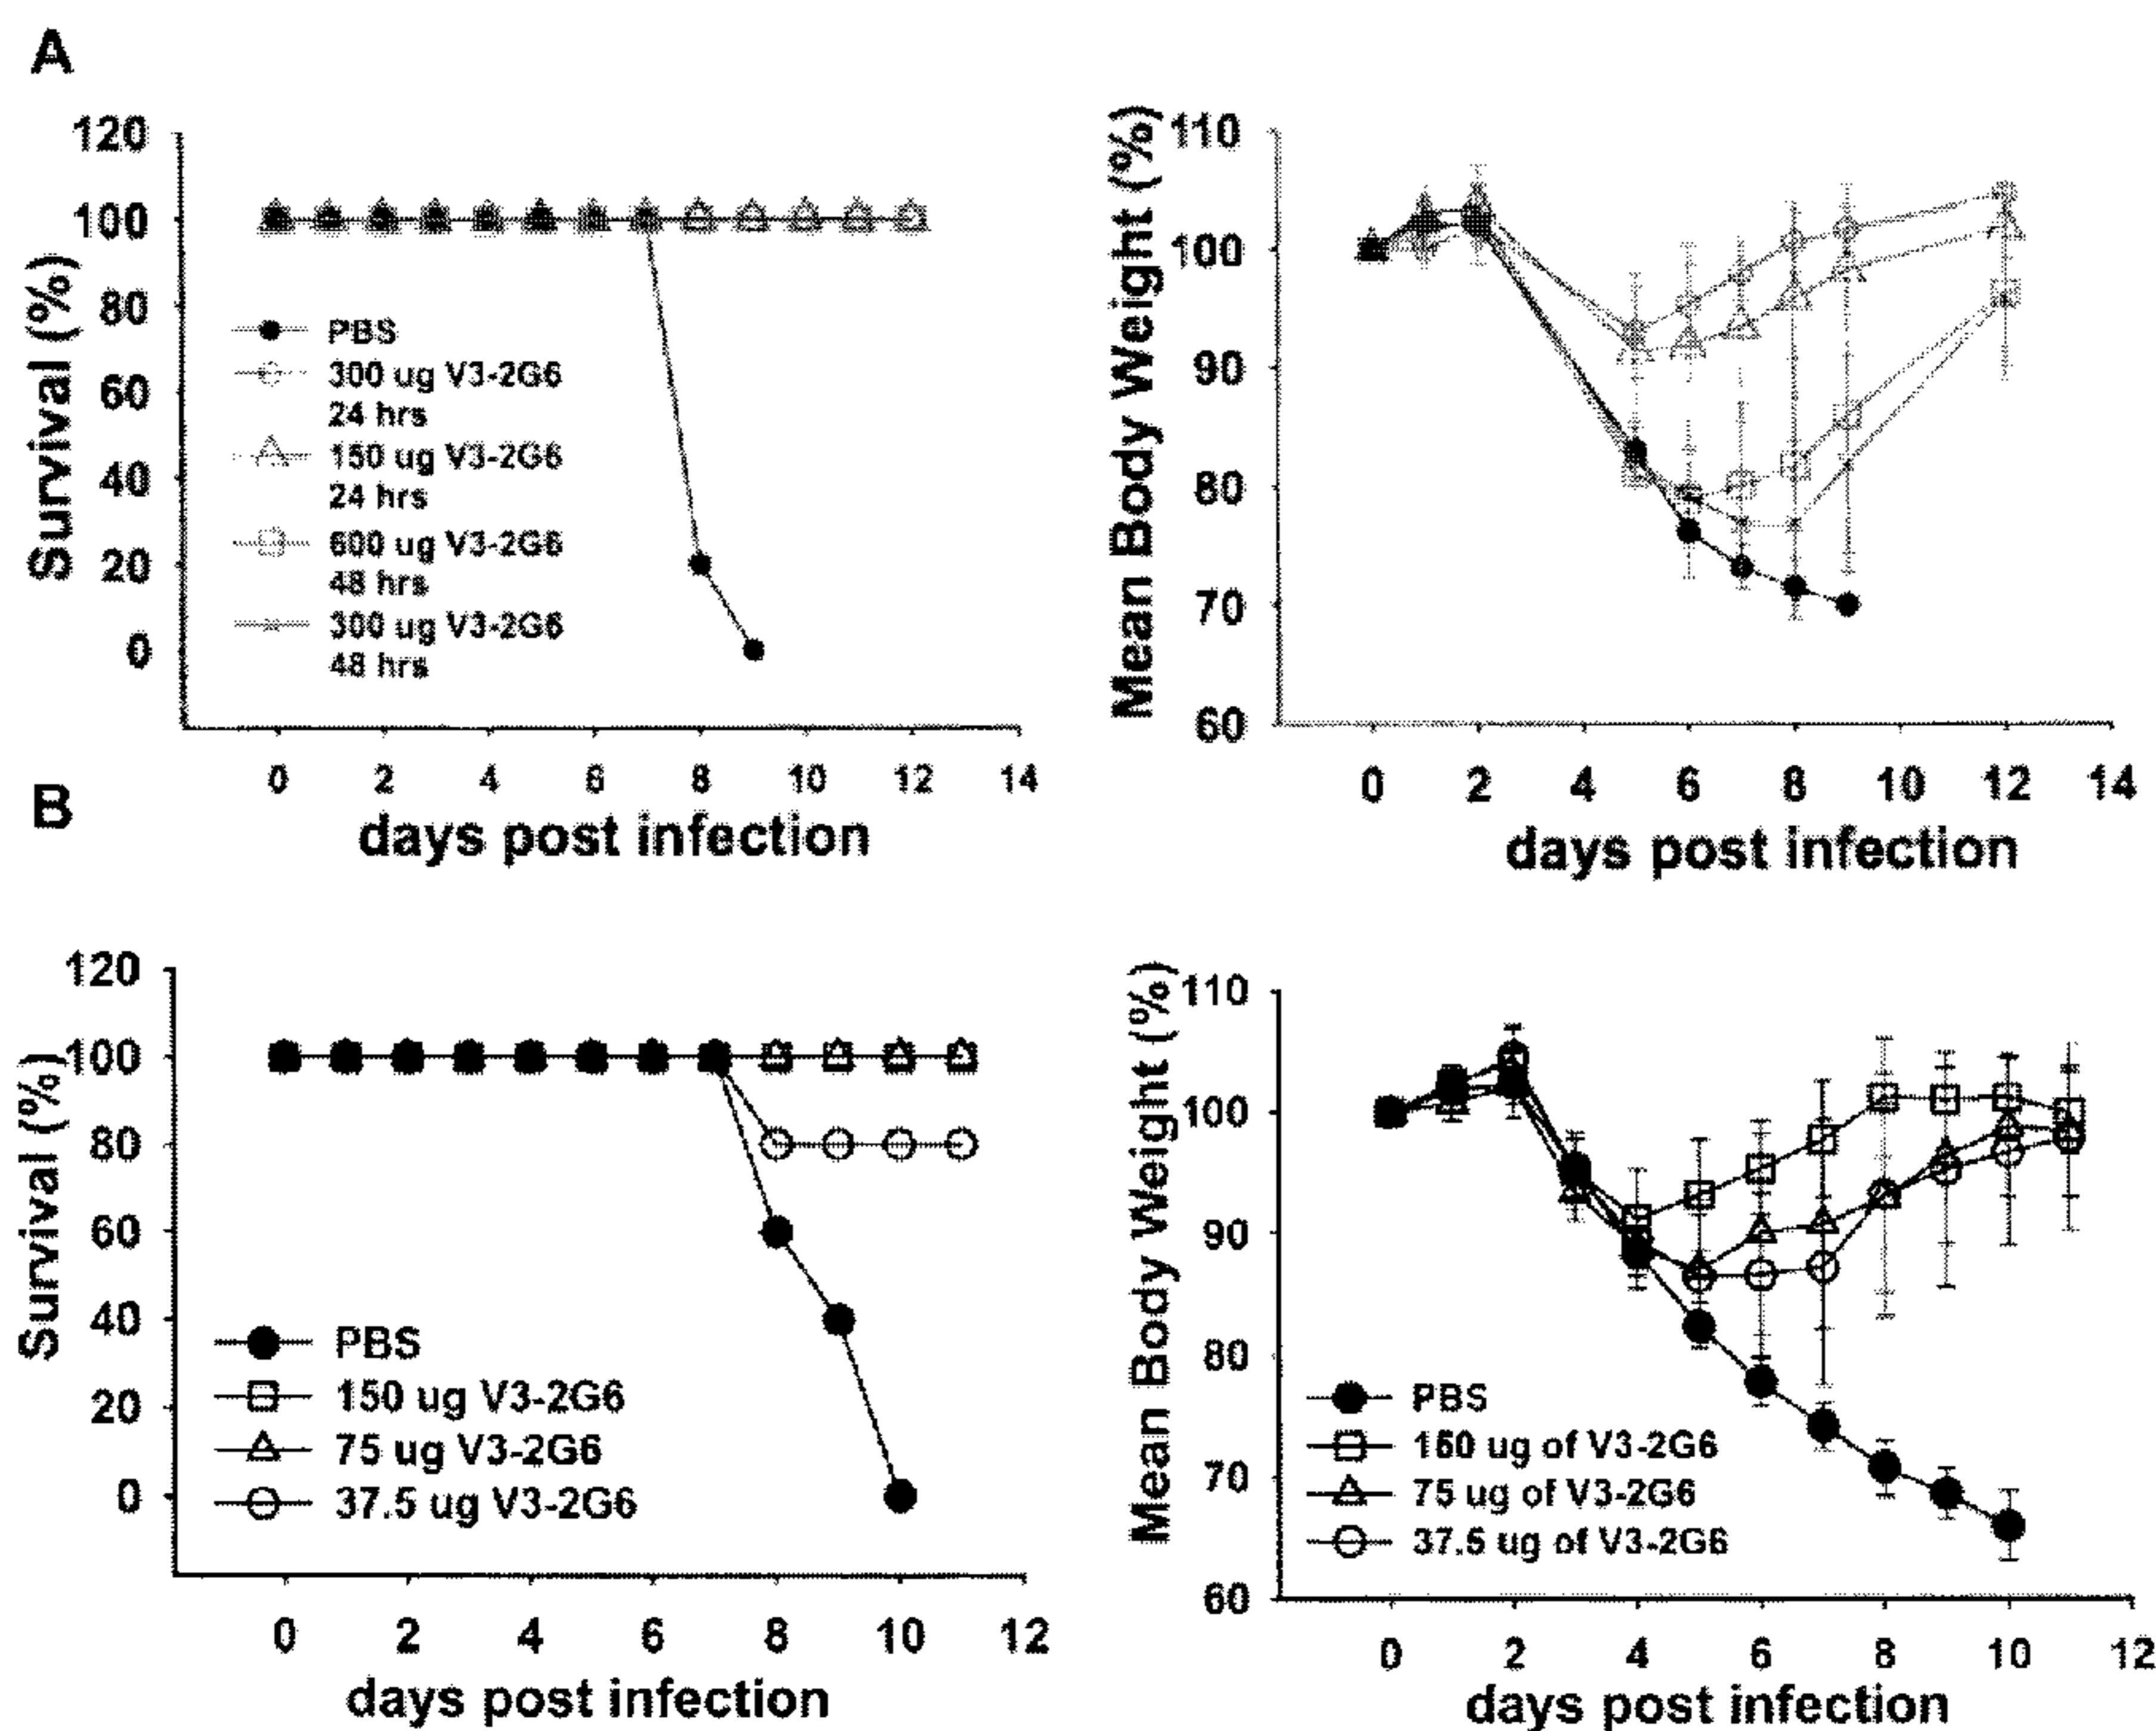 A
120
100
80
60
40
20
0
Survival (%)
PBS
300 ug V3-2G6
24 hrs
150 ug V3-2G6
24 hrs
600 ug V3-2G6
48 hrs
300 ug V3-2G6
48 hrs
0 2 4 6 8 10 12 14
days post infection
110
100
90
80
70
60
Mean Body Weight (%)
0 2 4 6 8 10 12 14
days post infection
B
120
100
80
60
40
20
0
Survival (%)
PBS
150 ug V3-2G6
75 ug V3-2G6
37.5 ug V3-2G6
0 2 4 6 8 10 12
days post infection
110
100
90
80
70
60
Mean Body Weight (%)
PBS
150 ug of V3-2G6
75 ug of V3-2G6
37.5 ug of V3-2G6
0 2 4 6 8 10 12
days post infection